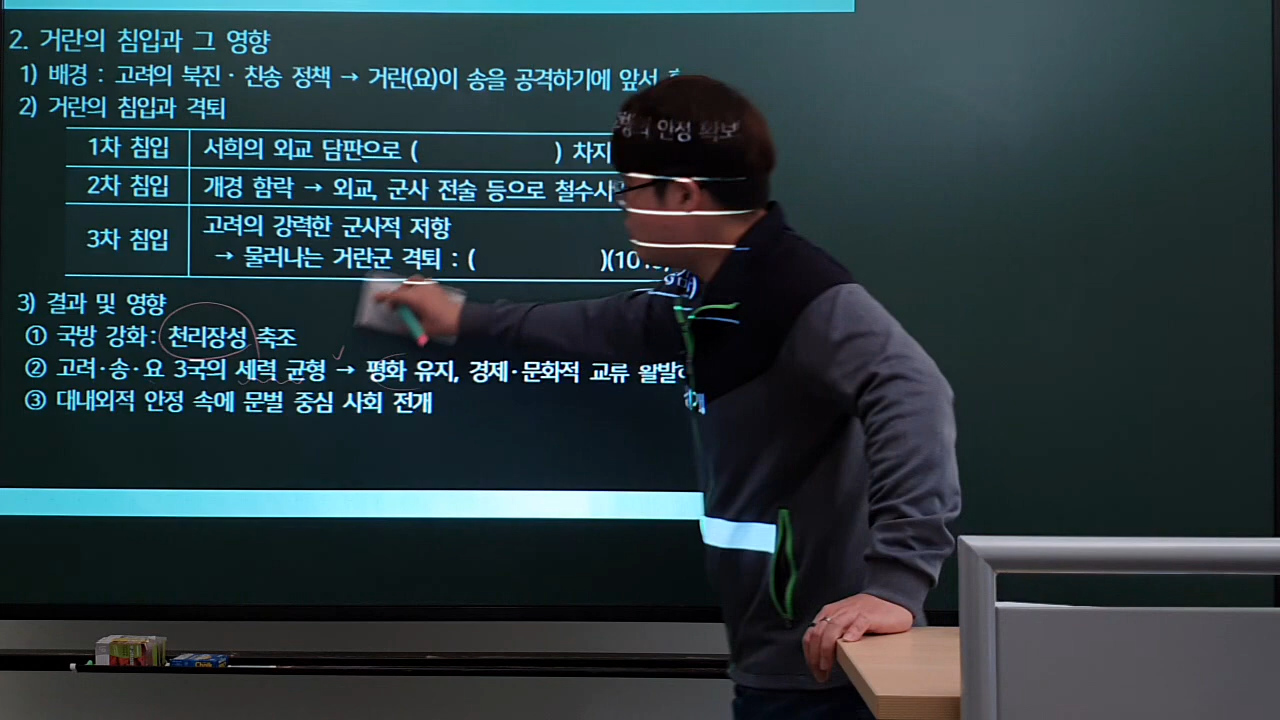 2. 거란의 침입과 그 영향
1) 배경 : 고려의 북진 · 친송 정책 → 거란(요)이 송을 공격하기에 앞서
안정 확보
2) 거란의 침입과 격퇴
1차 침입 서희의 외교 담판으로 ( ) 차지
2차 침입 개경 함락 → 외교, 군사 전술 등으로 철수시
3차 침입 고려의 강력한 군사적 저항
→ 물러나는 거란군 격퇴 : ( )(101
3) 결과 및 영향
① 국방 강화: 천리장성 축조
② 고려·송·요 3국의 세력 균형 → 평화 유지, 경제·문화적 교류 왈발
③ 대내외적 안정 속에 문벌 중심 사회 전개